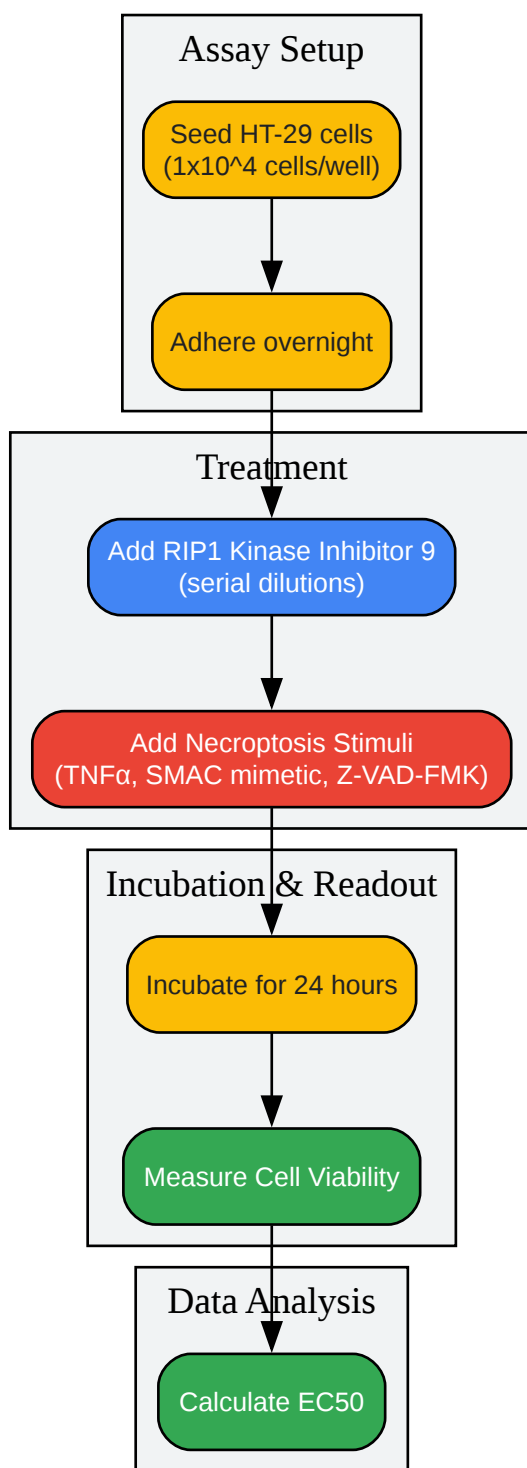 Assay Setup
Seed HT-29 cells
(1x10^4 cells/well)
Adhere overnight
Treatment
Add RIP1 Kinase Inhibitor 9
(serial dilutions)
Add Necroptosis Stimuli
(TNFα, SMAC mimetic, Z-VAD-FMK)
Incubation & Readout
Incubate for 24 hours
Measure Cell Viability
Data Analysis
Calculate EC50